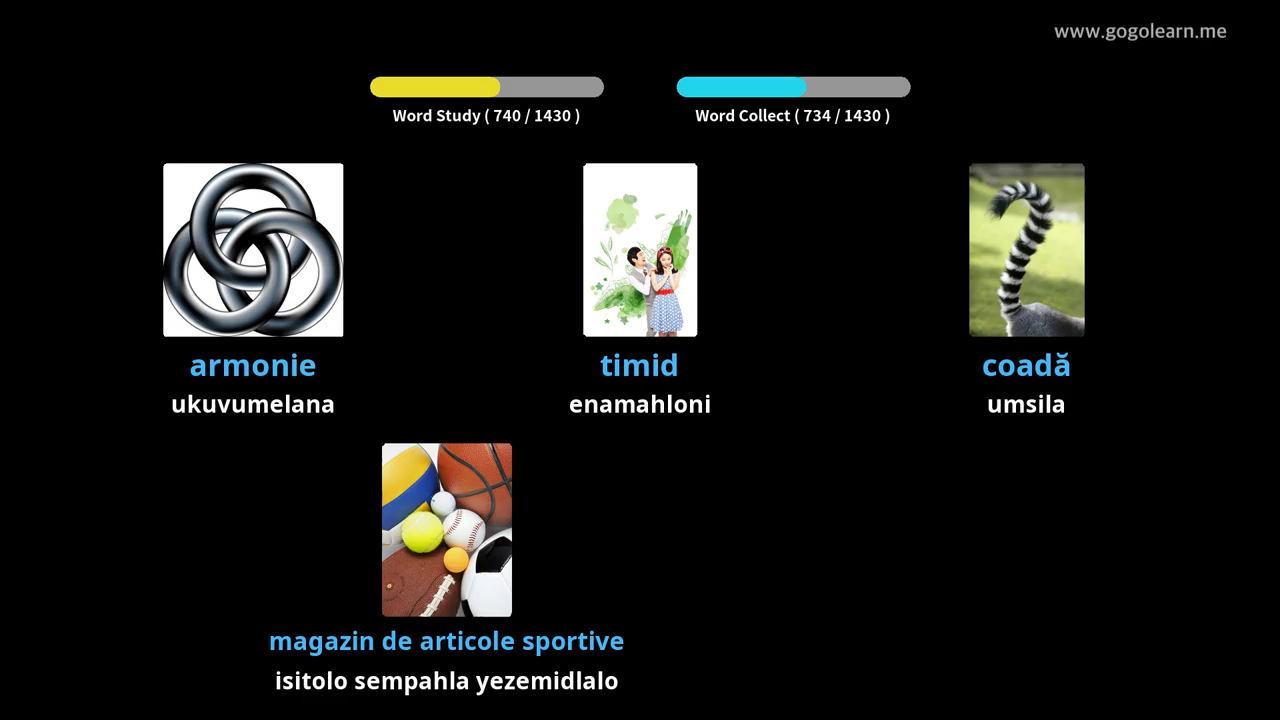 www.gogolearn.me
Word Study ( 740 / 1430 )
Word Collect ( 734 / 1430 )
armonie
ukuvumelana
timid
enamahloni
coadă
umsila
magazin de articole sportive
isitolo sempahla yezemidlalo